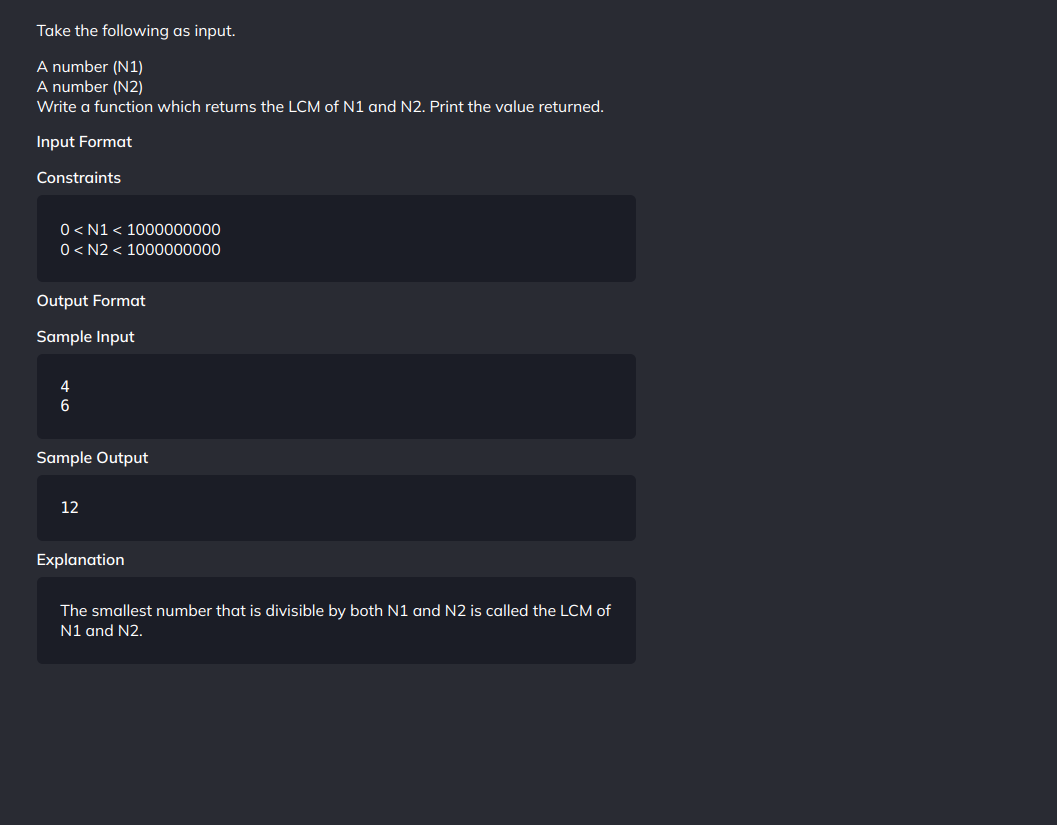 Take the following as input.
A number (N1)
A number (N2)
Write a function which returns the LCM of N1 and N2. Print the value returned.
Input Format
Constraints
0 < N1 < 1000000000
0 < N2 < 1000000000
Output Format
Sample Input
4
6
Sample Output
12
Explanation
The smallest number that is divisible by both N1 and N2 is called the LCM of
N1 and N2.